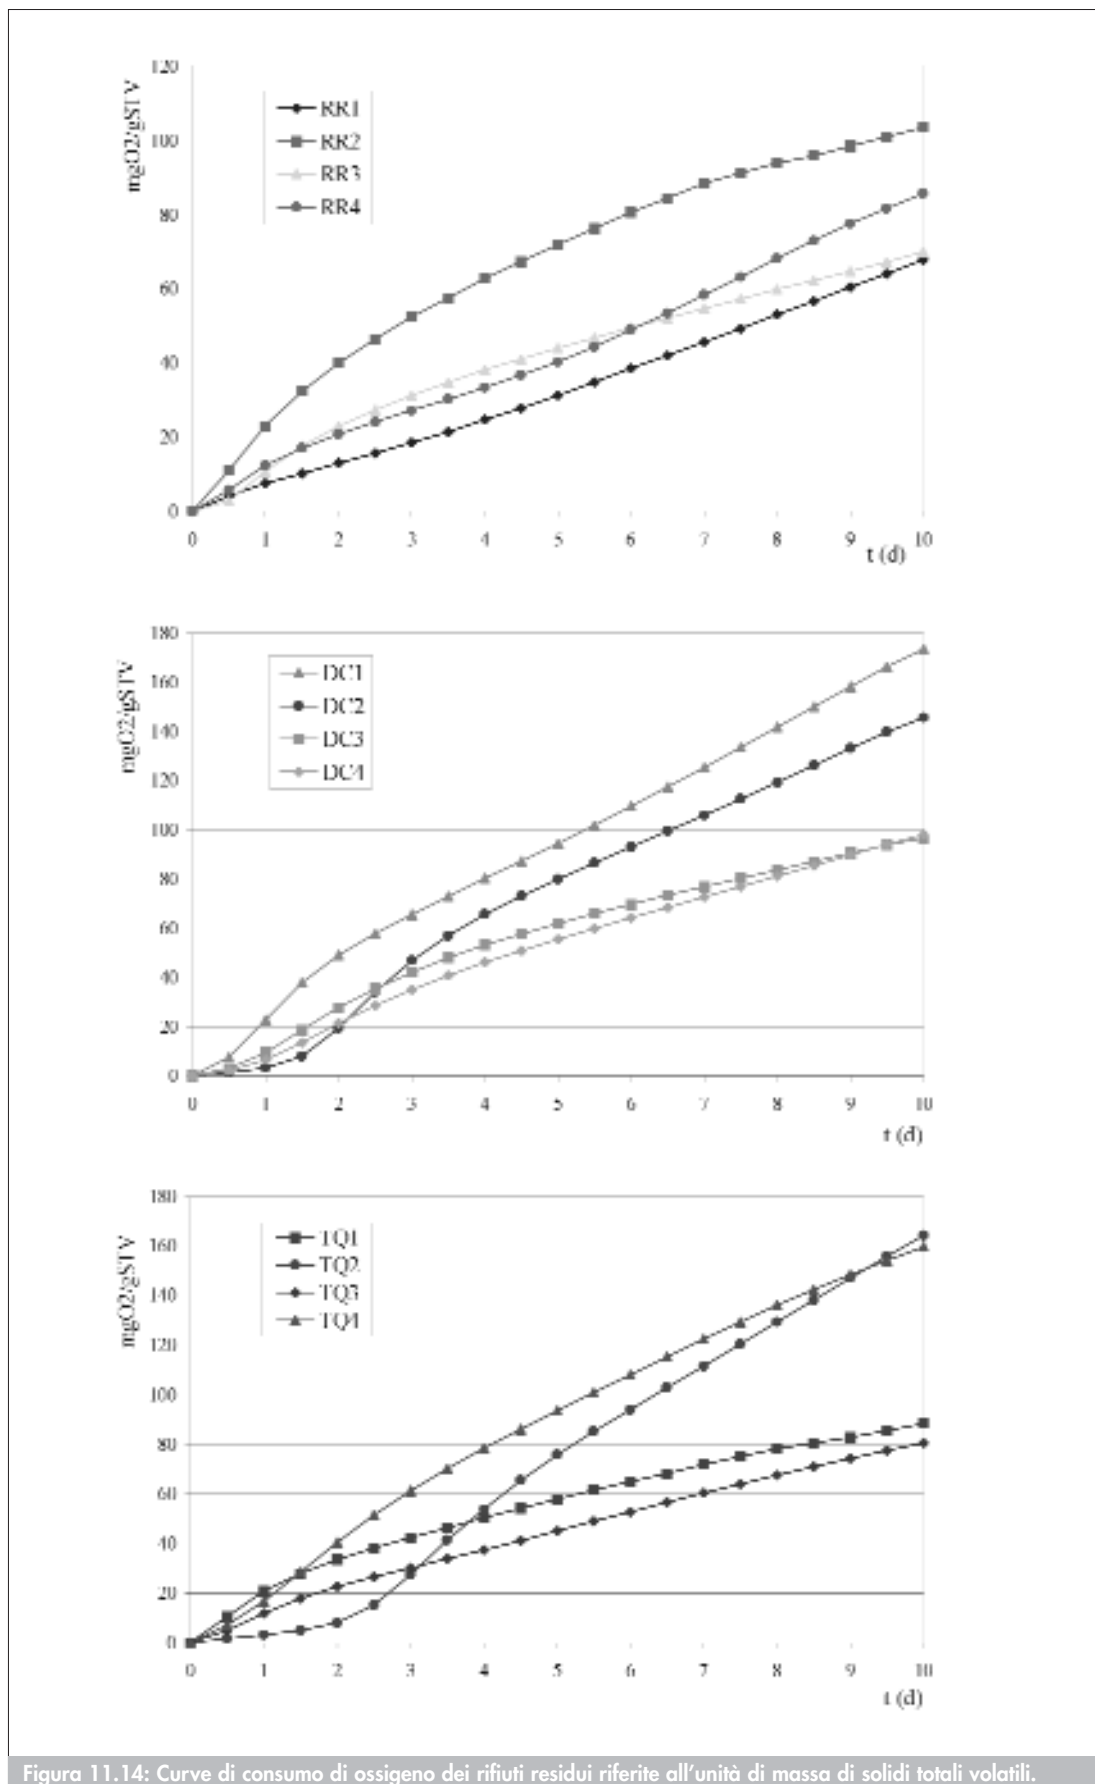 120
100
80
60
40
20
0
mgO2/gSTV
RR1
RR2
RR3
RR4
0 1 2 3 4 5 6 7 8 9 10
t (d)
180
160
140
120
100
80
60
40
20
0
mgO2/gSTV
DC1
DC2
DC3
DC4
0 1 2 3 4 5 6 7 8 9 10
t (d)
180
160
140
120
100
80
60
40
20
0
mgO2/gSTV
TQ1
TQ2
TQ3
TQ4
0 1 2 3 4 5 6 7 8 9 10
t (d)
Figura 11.14: Curve di consumo di ossigeno dei rifiuti residui riferite all'unità di massa di solidi totali volatili,